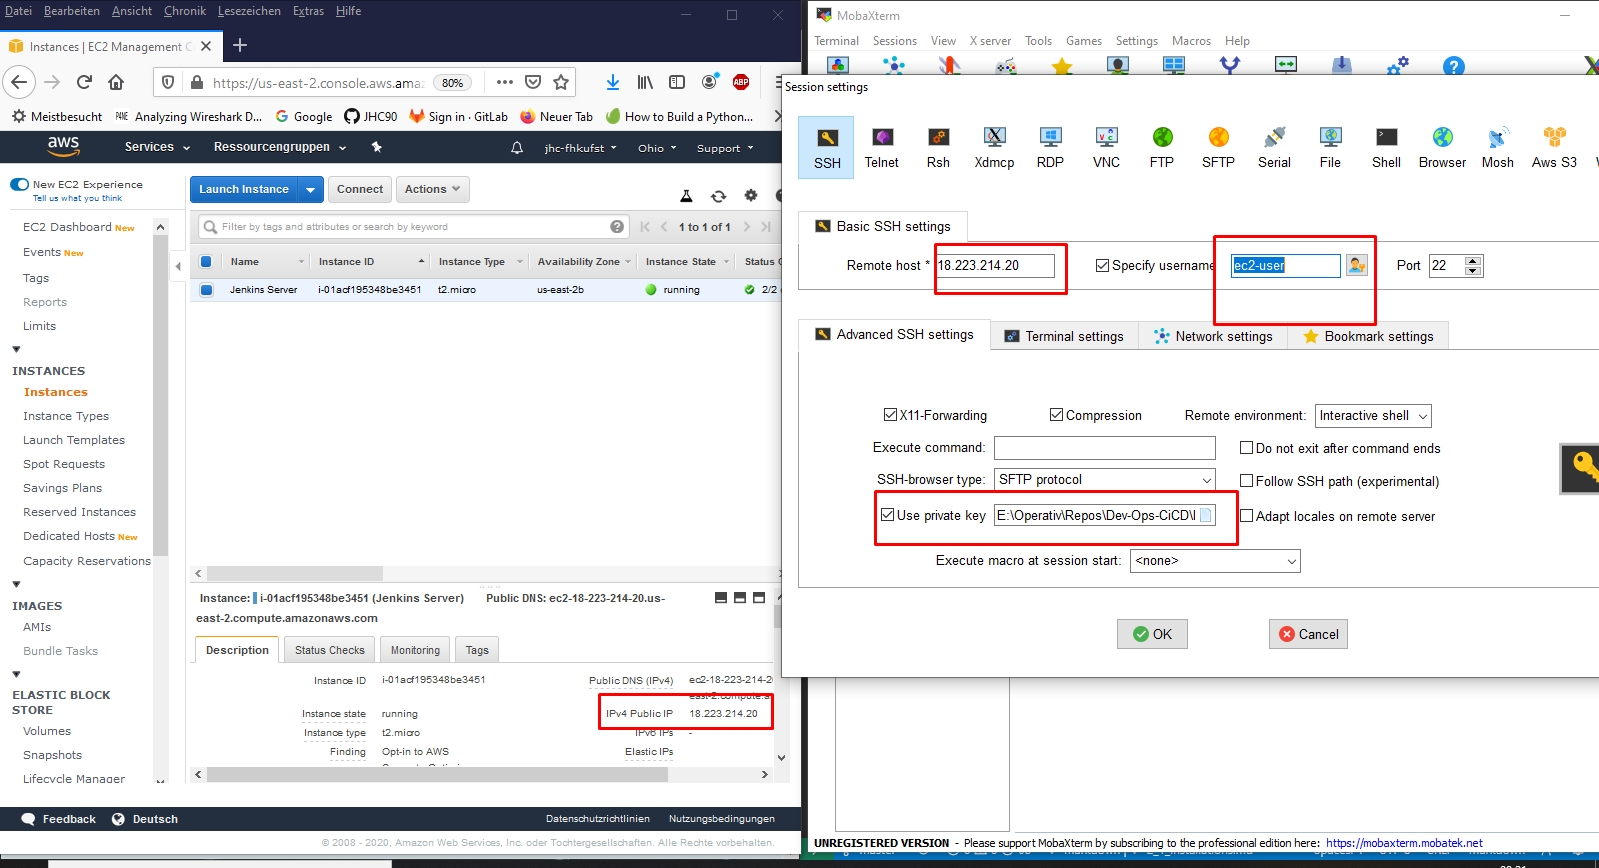 Datei Bearbeiten Ansicht Chronik Lesezeichen Extras Hilfe
Instances | EC2 Management C
https://us-east-2.console.aws.ama 80%
ABP
Meistbesucht Analyzing Wireshark D... Google JHC90 Sign in · GitLab Neuer Tab How to Build a Python...
aws Services Ressourcengruppen jhc-fhkufst Ohio Support
New EC2 Experience
Tell us what you think
EC2 Dashboard New
Events New
Tags
Reports
Limits
INSTANCES
Instances
Instance Types
Launch Templates
Spot Requests
Savings Plans
Reserved Instances
Dedicated Hosts New
Capacity Reservations
IMAGES
AMIs
Bundle Tasks
ELASTIC BLOCK
STORE
Volumes
Snapshots
Lifecycle Manager
Launch Instance Connect Actions
Filter by tags and attributes or search by keyword 1 to 1 of 1
Name Instance ID Instance Type Availability Zone Instance State Status C
Jenkins Server i-01acf195348be3451 t2.micro us-east-2b running 2/2
Instance: i-01acf195348be3451 (Jenkins Server) Public DNS: ec2-18-223-214-20.us-
east-2.compute.amazonaws.com
Description Status Checks Monitoring Tags
Instance ID i-01acf195348be3451 Public DNS (IPv4) ec2-18-223-214-2
east-2.compute.a
Instance state running IPv4 Public IP 18.223.214.20
Instance type t2.micro IPv6 IPs -
Finding Opt-in to AWS Elastic IPs
Feedback Deutsch Datenschutzrichtlinien Nutzungsbedingungen
© 2008 - 2020, Amazon Web Services, Inc. oder Tochtergesellschaften. Alle Rechte vorbehalten.
MobaXterm
Terminal Sessions View X server Tools Games Settings Macros Help
Session settings
SSH Telnet Rsh Xdmcp RDP VNC FTP SFTP Serial File Shell Browser Mosh Aws S3
Basic SSH settings
Remote host * 18.223.214.20 Specify username ec2-user Port 22
Advanced SSH settings Terminal settings Network settings Bookmark settings
X11-Forwarding Compression Remote environment: Interactive shell
Execute command: Do not exit after command ends
SSH-browser type: SFTP protocol Follow SSH path (experimental)
Use private key E:\Operativ\Repos\Dev-Ops-CiCD\ Adapt locales on remote server
Execute macro at session start: <none>
OK Cancel
UNREGISTERED VERSION - Please support MobaXterm by subscribing to the professional edition here: https://mobaxterm.mobatek.net